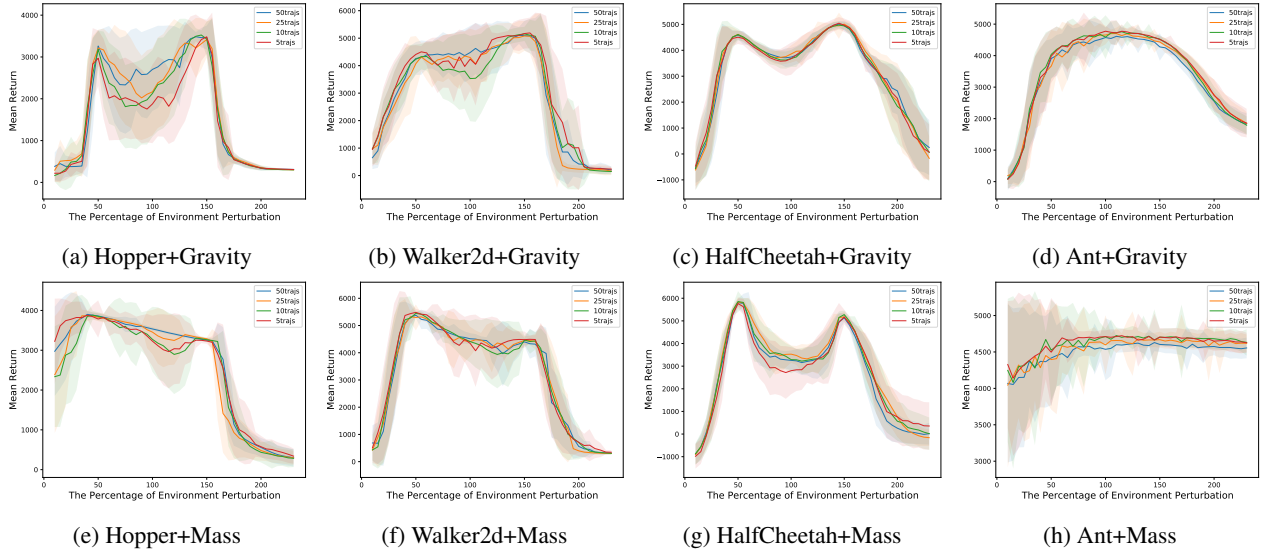 50trajs
25trajs
10trajs
5trajs
Mean Return
4000
3000
2000
1000
0
0 50 100 150 200
The Percentage of Environment Perturbation
(a) Hopper+Gravity
50trajs
25trajs
10trajs
5trajs
Mean Return
6000
5000
4000
3000
2000
1000
0
0 50 100 150 200
The Percentage of Environment Perturbation
(b) Walker2d+Gravity
50trajs
25trajs
10trajs
5trajs
Mean Return
5000
4000
3000
2000
1000
0
−1000
0 50 100 150 200
The Percentage of Environment Perturbation
(c) HalfCheetah+Gravity
50trajs
25trajs
10trajs
5trajs
Mean Return
5000
4000
3000
2000
1000
0
0 50 100 150 200
The Percentage of Environment Perturbation
(d) Ant+Gravity
50trajs
25trajs
10trajs
5trajs
Mean Return
4000
3000
2000
1000
0
0 50 100 150 200
The Percentage of Environment Perturbation
(e) Hopper+Mass
50trajs
25trajs
10trajs
5trajs
Mean Return
6000
5000
4000
3000
2000
1000
0
0 50 100 150 200
The Percentage of Environment Perturbation
(f) Walker2d+Mass
50trajs
25trajs
10trajs
5trajs
Mean Return
6000
5000
4000
3000
2000
1000
0
−1000
0 50 100 150 200
The Percentage of Environment Perturbation
(g) HalfCheetah+Mass
50trajs
25trajs
10trajs
5trajs
Mean Return
5000
4500
4000
3500
3000
0 50 100 150 200
The Percentage of Environment Perturbation
(h) Ant+Mass